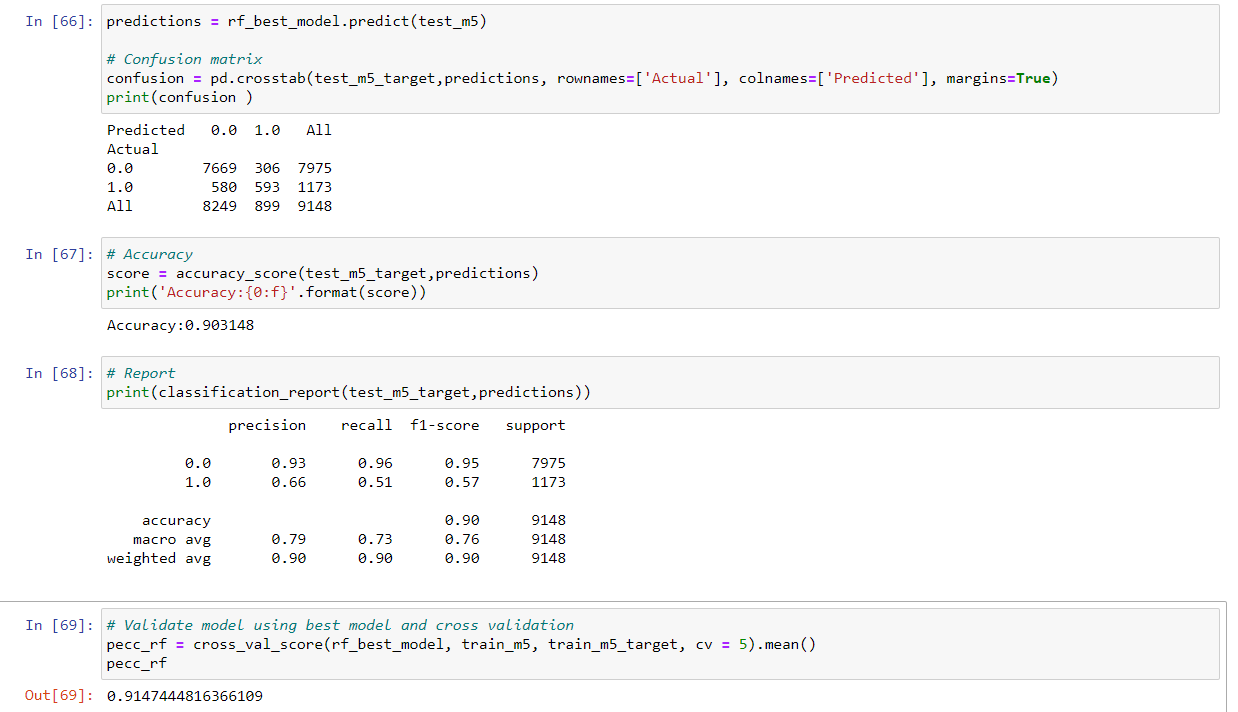 In [66]: predictions = rf_best_model.predict(test_m5)
# Confusion matrix
confusion = pd.crosstab(test_m5_target,predictions, rownames=['Actual'], colnames=['Predicted'], margins=True)
print(confusion )
Predicted 0.0 1.0 All
Actual
0.0 7669 306 7975
1.0 580 593 1173
All 8249 899 9148
In [67]: # Accuracy
score = accuracy_score(test_m5_target,predictions)
print('Accuracy:{0:f}'.format(score))
Accuracy:0.903148
In [68]: # Report
print(classification_report(test_m5_target,predictions))
precision recall f1-score support
0.0 0.93 0.96 0.95 7975
1.0 0.66 0.51 0.57 1173
accuracy 0.90 9148
macro avg 0.79 0.73 0.76 9148
weighted avg 0.90 0.90 0.90 9148
In [69]: # Validate model using best model and cross validation
pecc_rf = cross_val_score(rf_best_model, train_m5, train_m5_target, cv = 5).mean()
pecc_rf
Out[69]: 0.9147444816366109